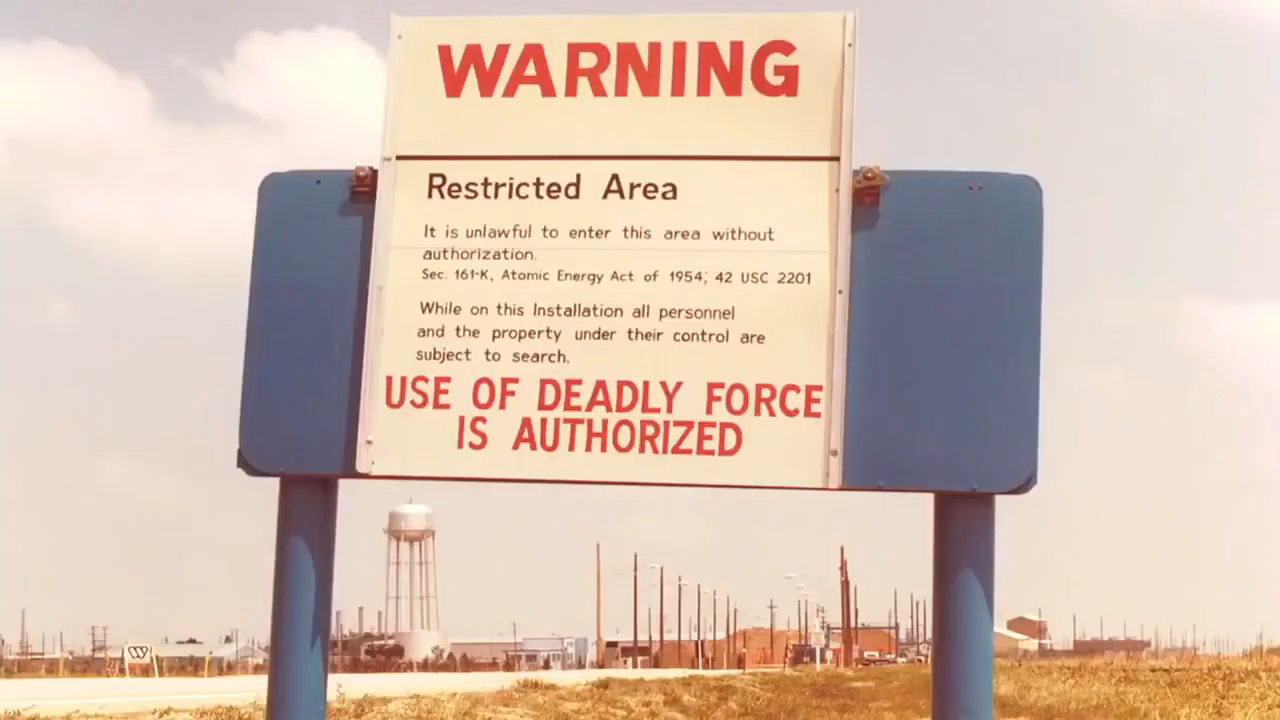 WARNING
Restricted Area
It is unlawful to enter this area without
authorization.
Sec. 161-K, Atomic Energy Act of 1954; 42 USC 2201
While on this Installation all personnel
and the property under their control are
subject to search.
USE OF DEADLY FORCE
IS AUTHORIZED